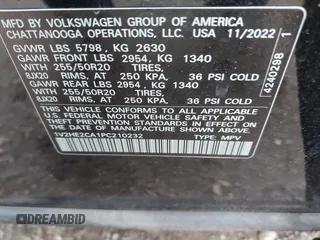 MFD BY VOLKSWAGEN GROUP OF AMERICA
CHATTANOOGA OPERATIONS, LLC. USA 11/2022
GVWR LBS 5798, KG 2630
GAWR FRONT LBS 2954, KG 1340
WITH 255/50R20 TIRES,
8JX20 RIMS, AT 250 KPA, 36 PSI COLD
GAWR REAR LBS 2954, KG 1340
WITH 255/50R20 TIRES,
8JX20 RIMS, AT 250 KPA, 36 PSI COLD
THIS VEHICLE CONFORMS TO ALL APPLICABLE
U.S. FEDERAL MOTOR VEHICLE SAFETY
AND THEFT PREVENTION STANDARDS IN EFFECT
ON THE DATE OF MANUFACTURE SHOWN ABOVE.
1V2HE2CA1PC210232 TYPE: MPV
4240298
1
© DREAMBID